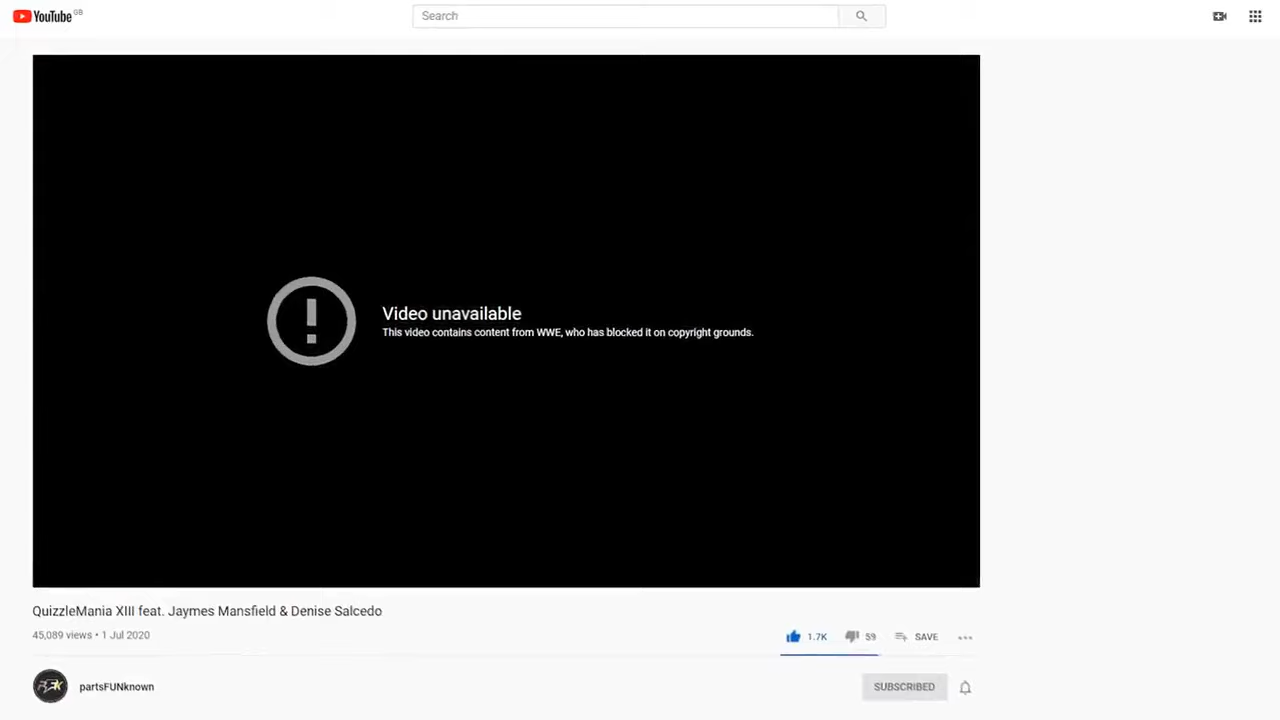 YouTube GB
Search
Video unavailable
This video contains content from WWE, who has blocked it on copyright grounds.
QuizzleMania XIII feat. Jaymes Mansfield & Denise Salcedo
45,089 views • 1 Jul 2020
1.7K 59 SAVE
partsFUNknown
SUBSCRIBED